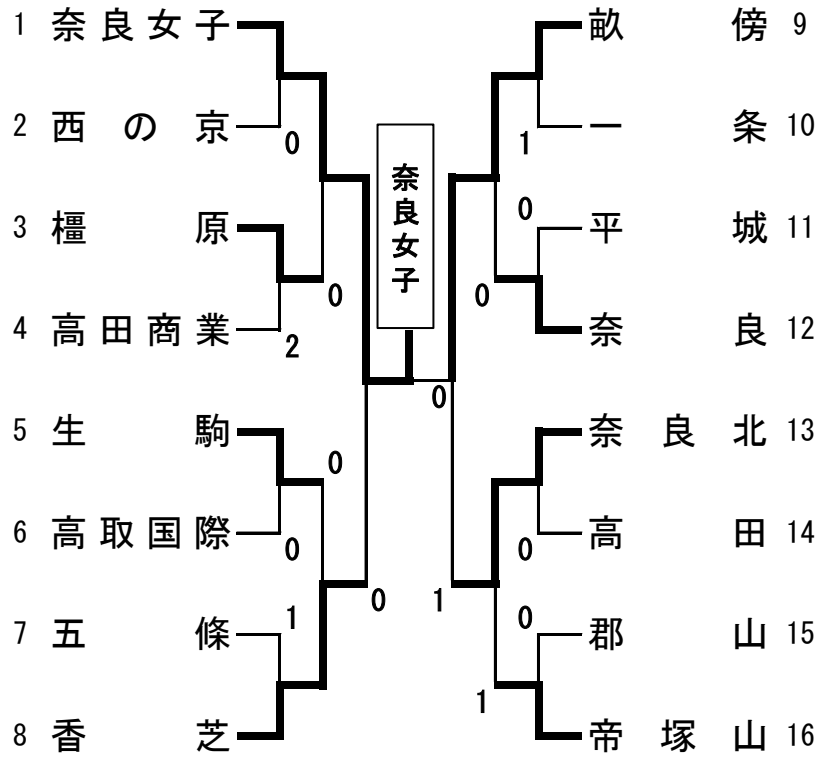 1 奈良女子
2 西の京
0
3 橿原
4 高田商業
2
0
5 生駒
6 高取国際
0
0
7 五條
1
8 香芝
0
奈良女子
0
畝傍 9
一条 10
1
平城 11
0
奈良 12
0
奈良北 13
高田 14
0
郡山 15
0
帝塚山 16
1
1